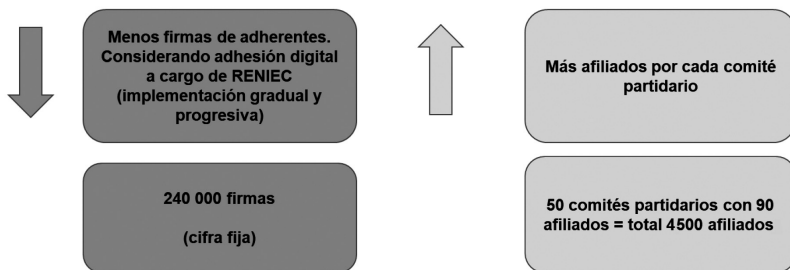 Menos firmas de adherentes.
Considerando adhesión digital
a cargo de RENIEC
(implementación gradual y
progresiva)
Más afiliados por cada comité
partidario
240 000 firmas
(cifra fija)
50 comités partidarios con 90
afiliados = total 4500 afiliados